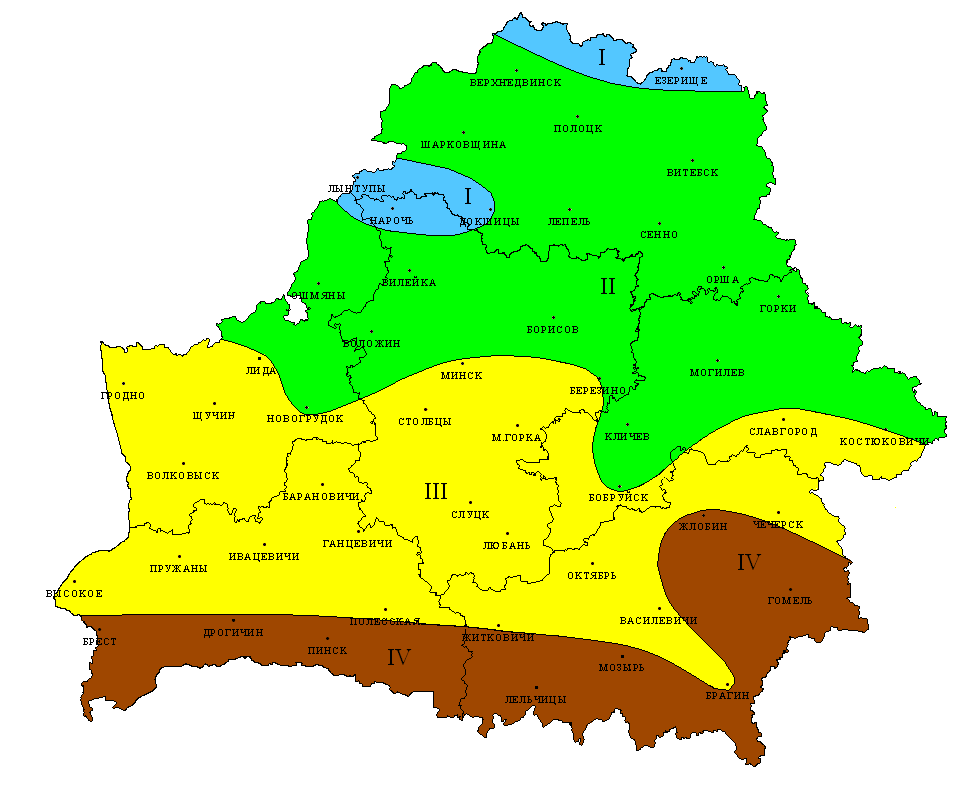 I
ВЕРХНЕДВИНСК
ЕЗЕРИЩЕ
ПОЛОЦК
ШАРКОВЩИНА
ВИТЕБСК
ЛЫНТУПЫ
I
НАРОЧЬ
ДОКШИЦЫ
ЛЕПЕЛЬ
СЕННО
ОРША
ВИЛЕЙКА
II
ОШМЯНЫ
ГОРКИ
БОРИСОВ
ВОЛОЖИН
ЛИДА
МИНСК
МОГИЛЕВ
БЕРЕЗИНО
ГРОДНО
ЩУЧИН
НОВОГРУДОК
СТОЛБЦЫ
М.ГОРКА
КЛИЧЕВ
СЛАВГОРОД
КОСТЮКОВИЧИ
ВОЛКОВЫСК
БАРАНОВИЧИ
III
БОБРУЙСК
СЛУЦК
ЖЛОБИН
ЧЕЧЕРСК
ГАНЦЕВИЧИ
ЛЮБАНЬ
ИВАЦЕВИЧИ
ПРУЖАНЫ
IV
ОКТЯБРЬ
ВЫСОКОЕ
ГОМЕЛЬ
ПОЛЕССКАЯ
ВАСИЛЕВИЧИ
БРЕСТ
ДРОГИЧИН
ЖИТКОВИЧИ
ПИНСК
IV
МОЗЫРЬ
ЛЕЛЬЧИЦЫ
БРАГИН